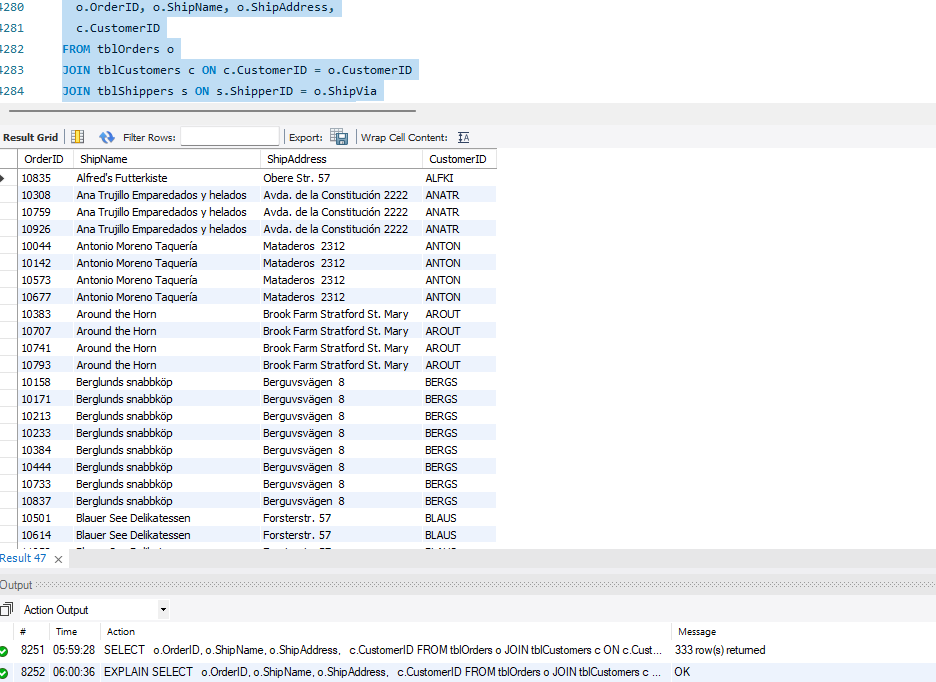 4280 o.OrderID, o.ShipName, o.ShipAddress,
4281 c.CustomerID
4282 FROM tblOrders o
4283 JOIN tblCustomers c ON c.CustomerID = o.CustomerID
4284 JOIN tblShippers s ON s.ShipperID = o.ShipVia
Result Grid Filter Rows: Export: Wrap Cell Content: IA
OrderID ShipName ShipAddress CustomerID
10835 Alfred's Futterkiste Obere Str. 57 ALFKI
10308 Ana Trujillo Emparedados y helados Avda. de la Constitución 2222 ANATR
10759 Ana Trujillo Emparedados y helados Avda. de la Constitución 2222 ANATR
10926 Ana Trujillo Emparedados y helados Avda. de la Constitución 2222 ANATR
10044 Antonio Moreno Taquería Mataderos 2312 ANTON
10142 Antonio Moreno Taquería Mataderos 2312 ANTON
10573 Antonio Moreno Taquería Mataderos 2312 ANTON
10677 Antonio Moreno Taquería Mataderos 2312 ANTON
10383 Around the Horn Brook Farm Stratford St. Mary AROUT
10707 Around the Horn Brook Farm Stratford St. Mary AROUT
10741 Around the Horn Brook Farm Stratford St. Mary AROUT
10793 Around the Horn Brook Farm Stratford St. Mary AROUT
10158 Berglunds snabbköp Berguvsvägen 8 BERGS
10171 Berglunds snabbköp Berguvsvägen 8 BERGS
10213 Berglunds snabbköp Berguvsvägen 8 BERGS
10233 Berglunds snabbköp Berguvsvägen 8 BERGS
10384 Berglunds snabbköp Berguvsvägen 8 BERGS
10444 Berglunds snabbköp Berguvsvägen 8 BERGS
10733 Berglunds snabbköp Berguvsvägen 8 BERGS
10837 Berglunds snabbköp Berguvsvägen 8 BERGS
10501 Blauer See Delikatessen Forsterstr. 57 BLAUS
10614 Blauer See Delikatessen Forsterstr. 57 BLAUS
Result 47
Output
Action Output
# Time Action Message
8251 05:59:28 SELECT o.OrderID, o.ShipName, o.ShipAddress, c.CustomerID FROM tblOrders o JOIN tblCustomers c ON c.Cust... 333 row(s) returned
8252 06:00:36 EXPLAIN SELECT o.OrderID, o.ShipName, o.ShipAddress, c.CustomerID FROM tblOrders o JOIN tblCustomers c ... OK